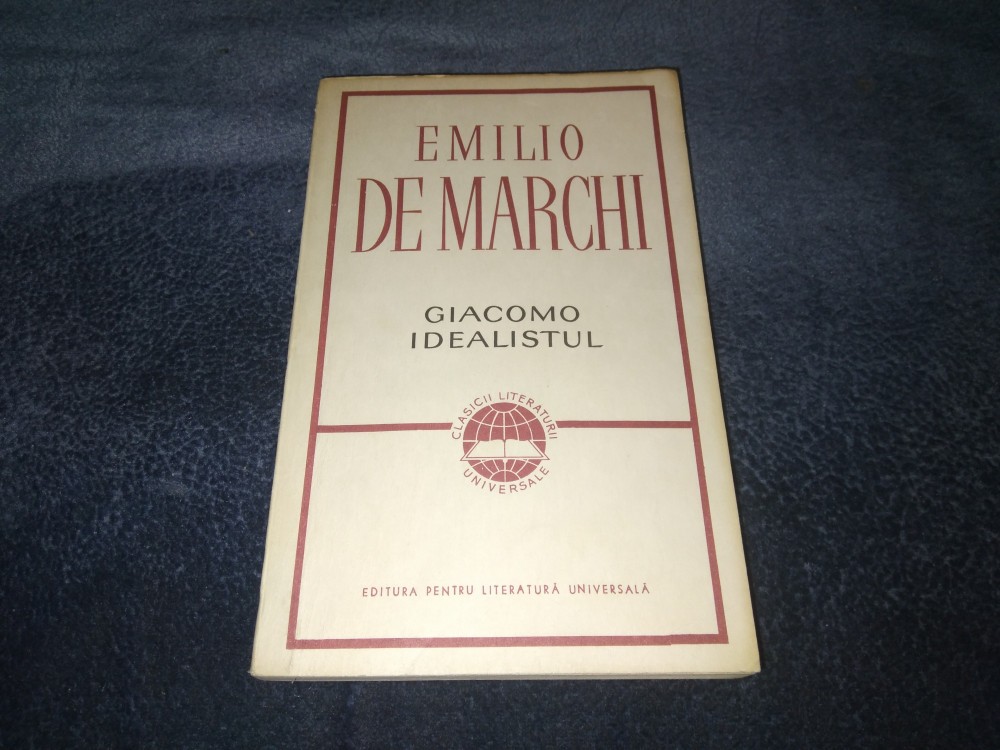 EMILIO
DE MARCHI
GIACOMO
IDEALISTUL
CLASICII LITERATURII
UNIVERSALE
EDITURA PENTRU LITERATURĂ UNIVERSALĂ